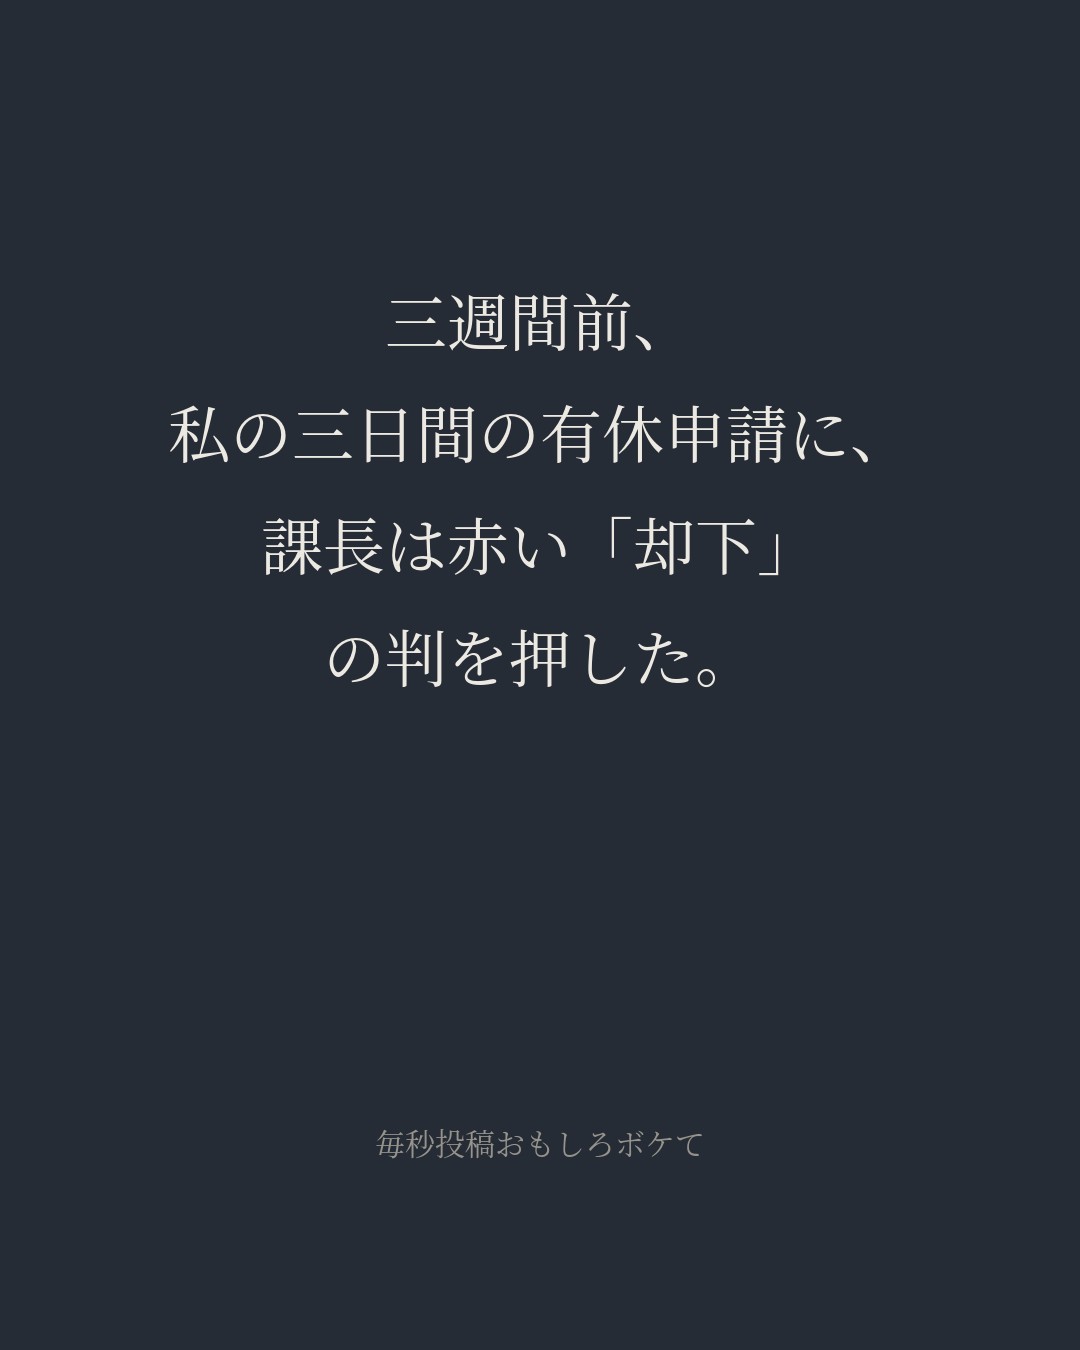 三週間前、
私の三日間の有休申請に、
課長は赤い「却下」
の判を押した。
毎秒投稿おもしろボケて